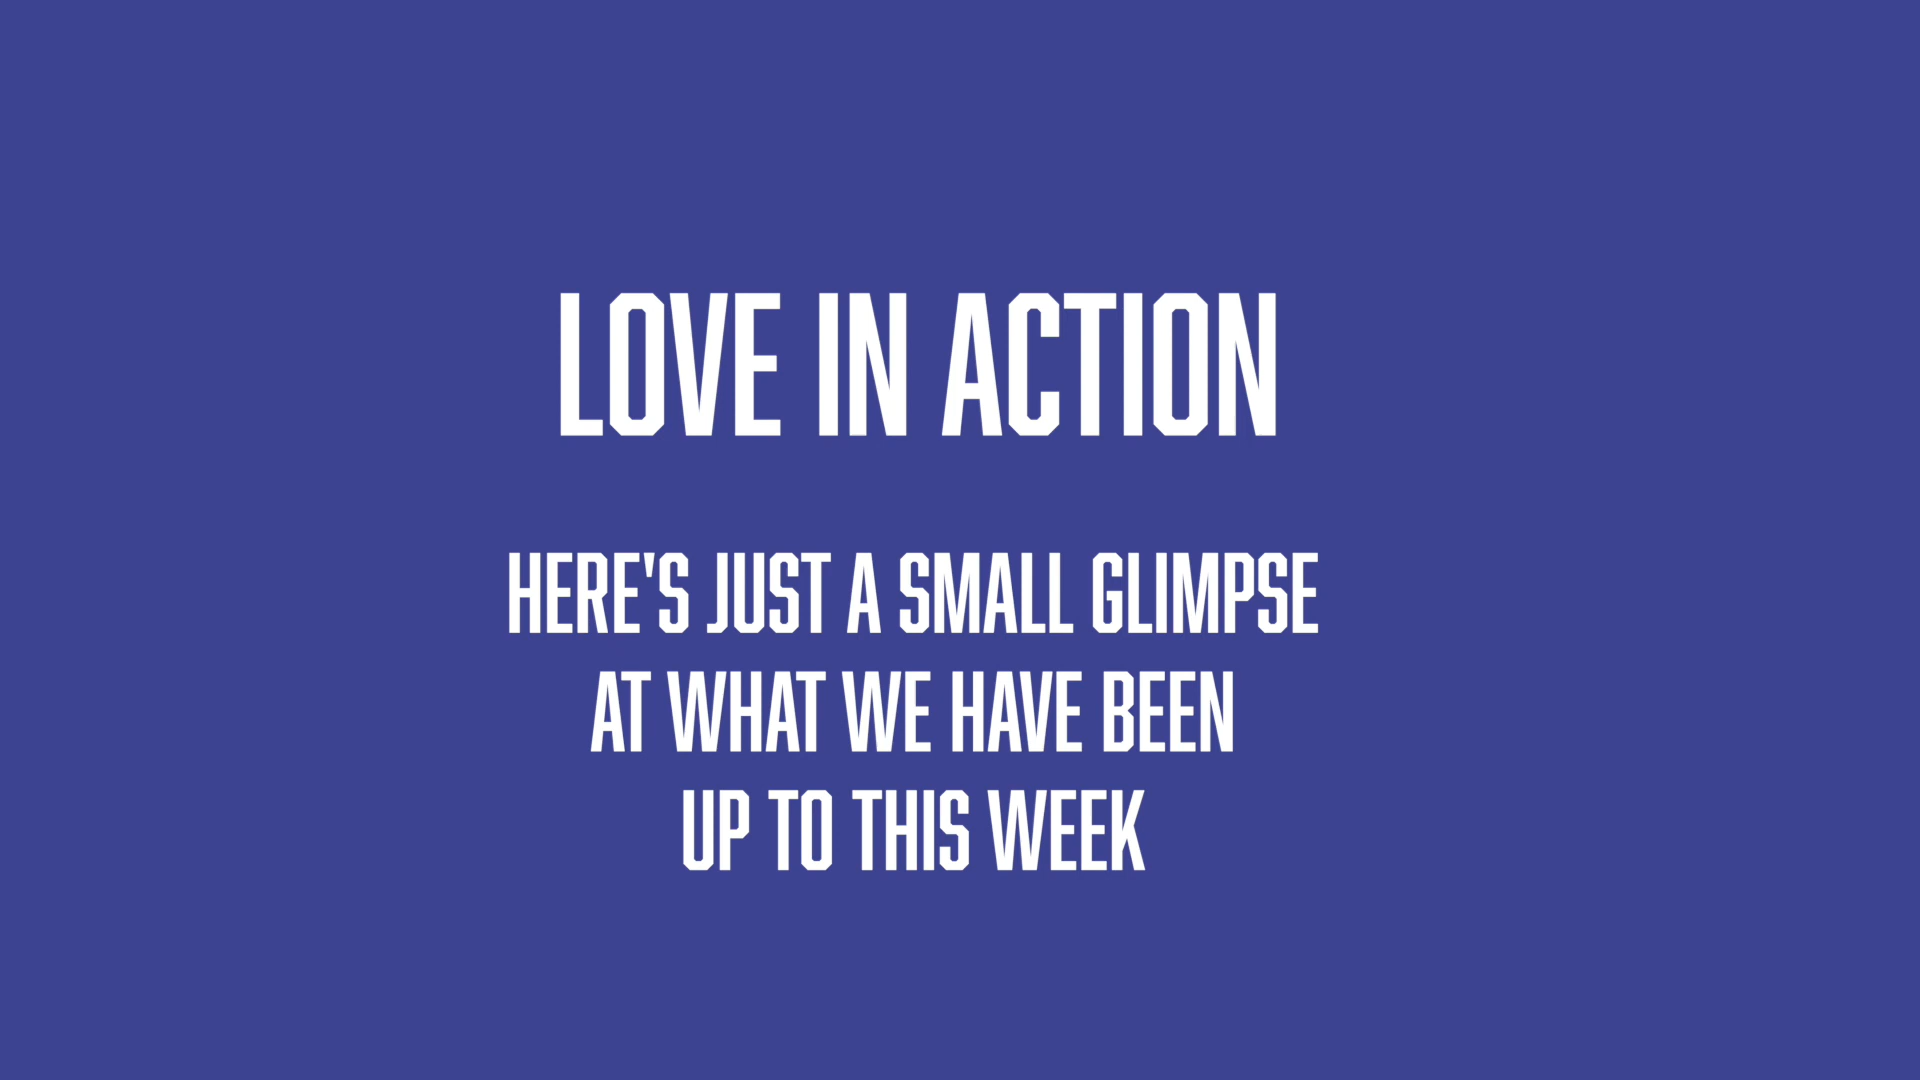 LOVE IN ACTION
HERE'S JUST A SMALL GLIMPSE
AT WHAT WE HAVE BEEN
UP TO THIS WEEK